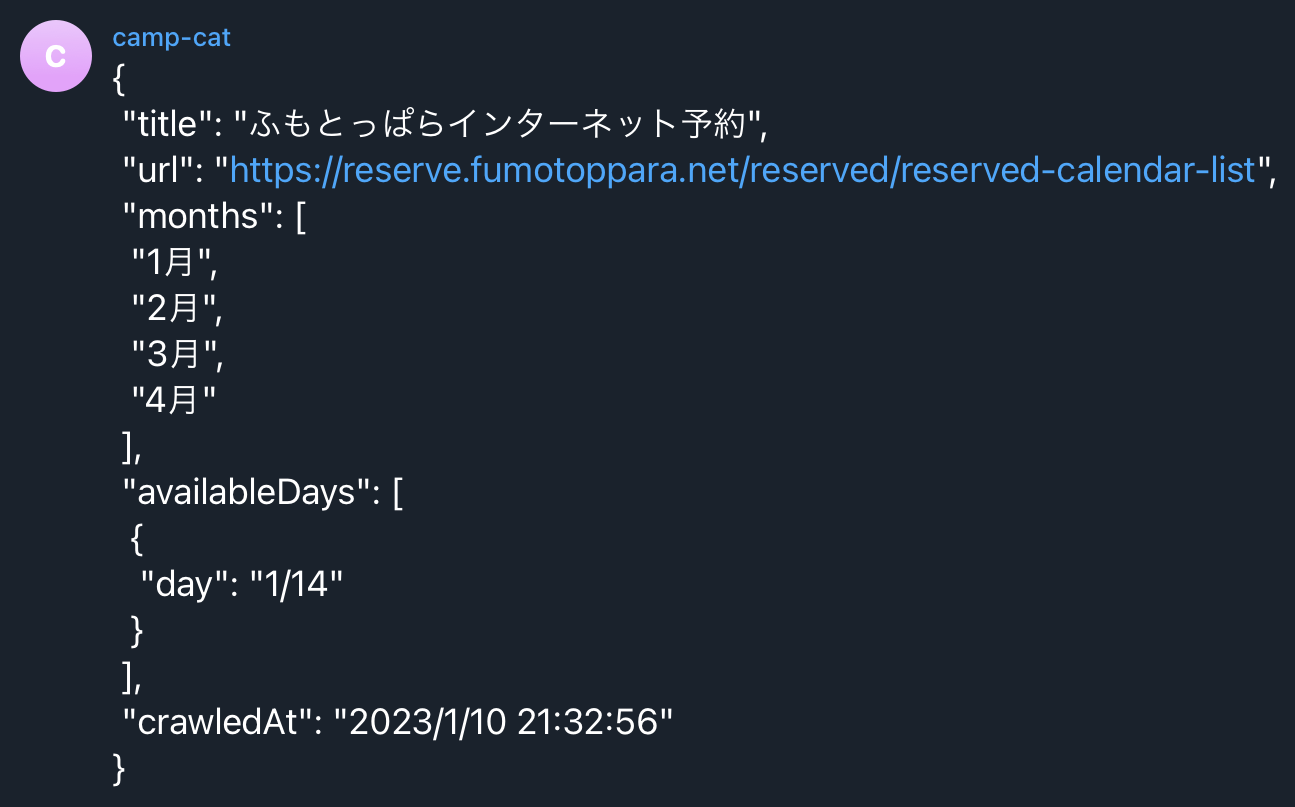 C
camp-cat
{
"title": "ふもとっぱらインターネット予約",
"url": "https://reserve.fumotoppara.net/reserved/reserved-calendar-list",
"months": [
"1月",
"2月",
"3月",
"4月"
],
"availableDays": [
{
"day": "1/14"
}
],
"crawledAt": "2023/1/10 21:32:56"
}